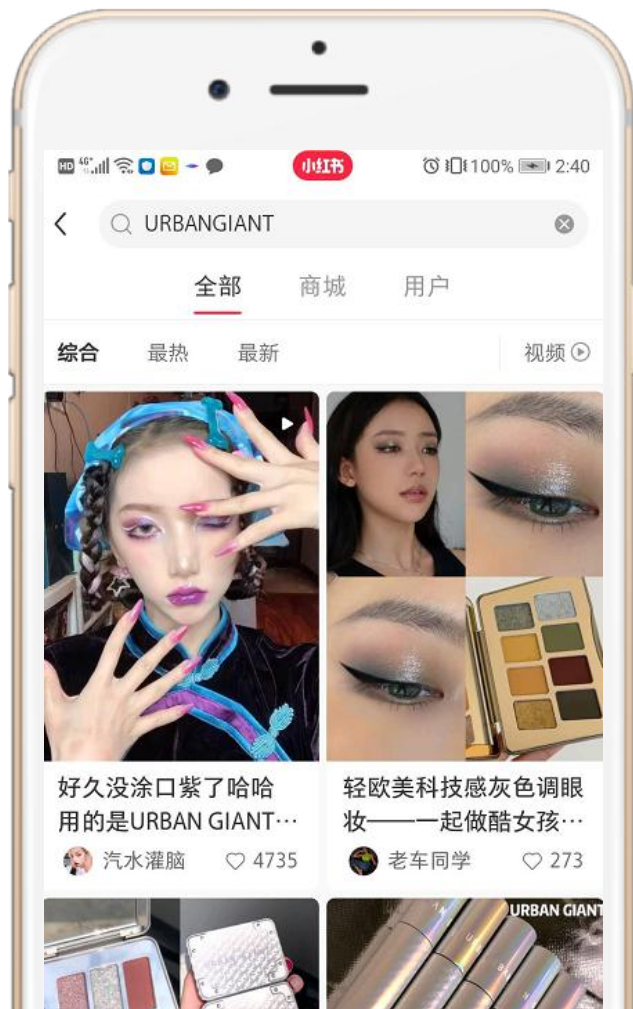 HD 4G 100% 2:40
小红书
URBANGIANT
全部 商城 用户
综合 最热 最新 视频
好久没涂口紫了哈哈
用的是URBAN GIANT…
汽水灌脑 4735
轻欧美科技感灰色调眼
妆——一起做酷女孩…
老车同学 273
URBAN GIANT